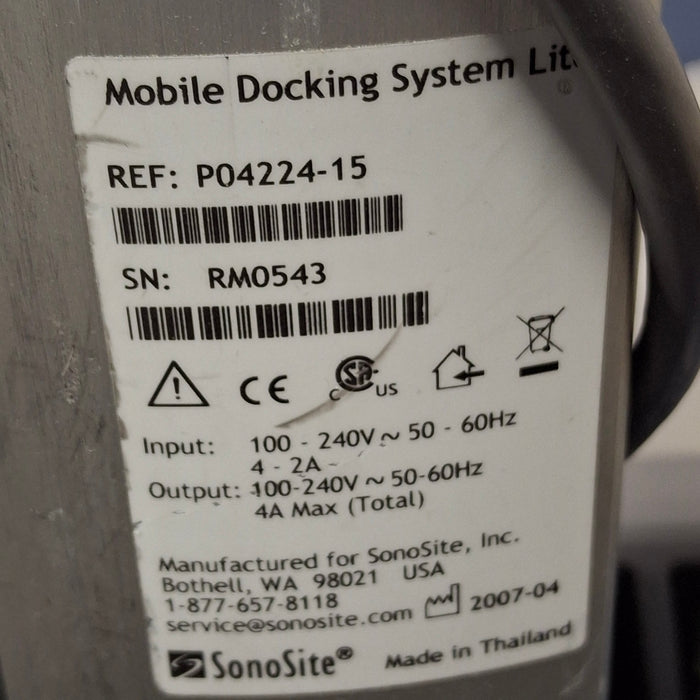 Mobile Docking System Lit
REF: P04224-15
SN: RM0543
CE
c SA US
Input: 100 - 240V ~ 50 - 60Hz
4 - 2A
Output: 100-240V ~ 50-60Hz
4A Max (Total)
Manufactured for SonoSite, Inc.
Bothell, WA 98021 USA
1-877-657-8118
service@sonosite.com
2007-04
SonoSite®
Made in Thailand